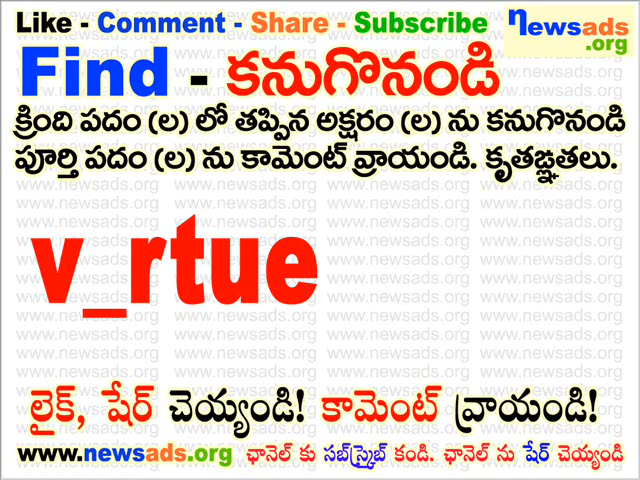 Like - Comment - Share - Subscribe
newsads
.org
Find - కనుగొనండి
క్రింది పదం (ల) లో తప్పిన అక్షరం (ల) ను కనుగొనండి
పూర్తి పదం (ల) ను కామెంట్ వ్రాయండి. కృతజ్ఞతలు.
v_rtue
లైక్, షేర్ చెయ్యండి! కామెంట్ వ్రాయండి!
www.newsads.org ఛానెల్ కు సబ్‌స్క్రైబ్ కండి. ఛానెల్ ను షేర్ చెయ్యండి